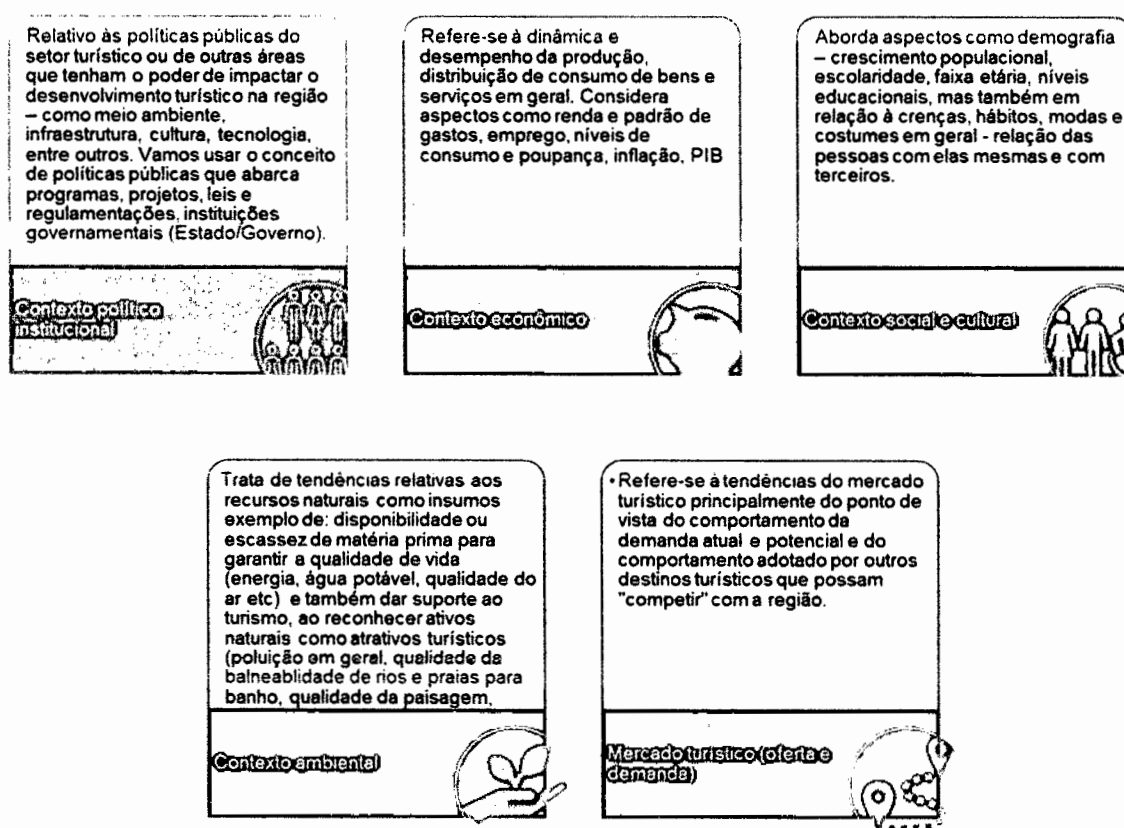 Relativo às políticas públicas do
setor turístico ou de outras áreas
que tenham o poder de impactar o
desenvolvimento turístico na região
– como meio ambiente,
infraestrutura, cultura, tecnologia,
entre outros. Vamos usar o conceito
de políticas públicas que abarca
programas, projetos, leis e
regulamentações, instituições
governamentais (Estado/Governo).
Contexto político
institucional
Refere-se à dinâmica e
desempenho da produção,
distribuição de consumo de bens e
serviços em geral. Considera
aspectos como renda e padrão de
gastos, emprego, níveis de
consumo e poupança, inflação, PIB
Contexto econômico
Aborda aspectos como demografia
– crescimento populacional,
escolaridade, faixa etária, níveis
educacionais, mas também em
relação à crenças, hábitos, modas e
costumes em geral - relação das
pessoas com elas mesmas e com
terceiros.
Contexto social e cultural
Trata de tendências relativas aos
recursos naturais como insumos
exemplo de: disponibilidade ou
escassez de matéria prima para
garantir a qualidade de vida
(energia, água potável, qualidade do
ar etc) e também dar suporte ao
turismo, ao reconhecer ativos
naturais como atrativos turísticos
(poluição em geral, qualidade da
balneablidade de rios e praias para
banho, qualidade da paisagem,
Contexto ambiental
• Refere-se à tendências do mercado
turístico principalmente do ponto de
vista do comportamento da
demanda atual e potencial e do
comportamento adotado por outros
destinos turísticos que possam
"competir" com a região.
Mercado turístico (oferta e
demanda)